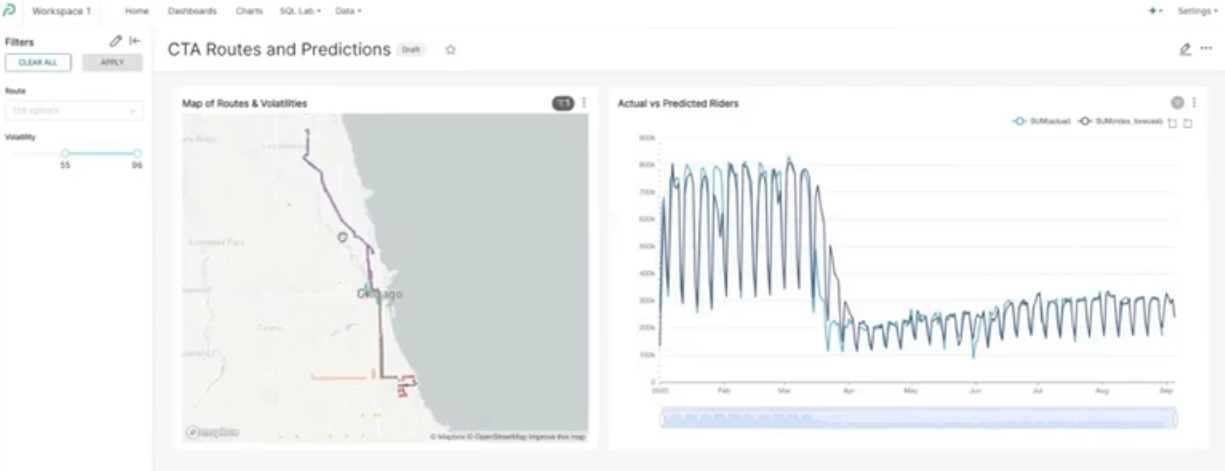 Workspace 1 Home Dashboards Charts SQL Lab Data Settings
Filters
CLEAR ALL APPLY
Route
128 options
Volatility
55 96
CTA Routes and Predictions Draft
Map of Routes & Volatilities 1
Chicago
mapbox
© Mapbox © OpenStreetMap Improve this map
Actual vs Predicted Riders
SUM(actual) SUM(rides_forecast)
900k
800k
700k
600k
500k
400k
300k
200k
100k
0
2020 Feb Mar Apr May Jun Jul Aug Sep